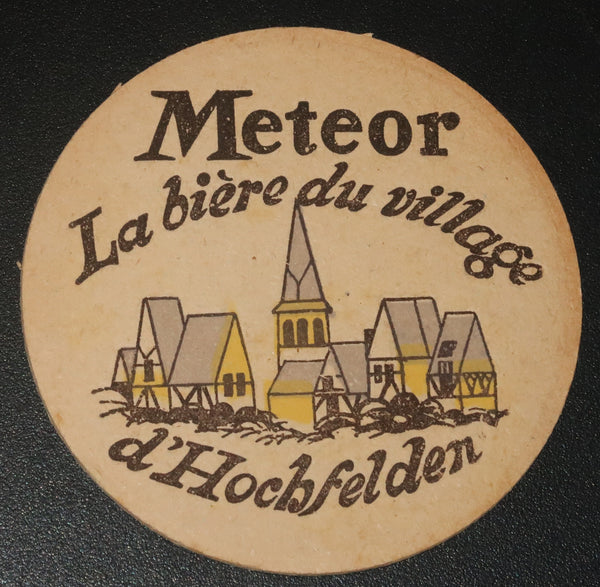 Meteor
La bière du village
d'Hochfelden